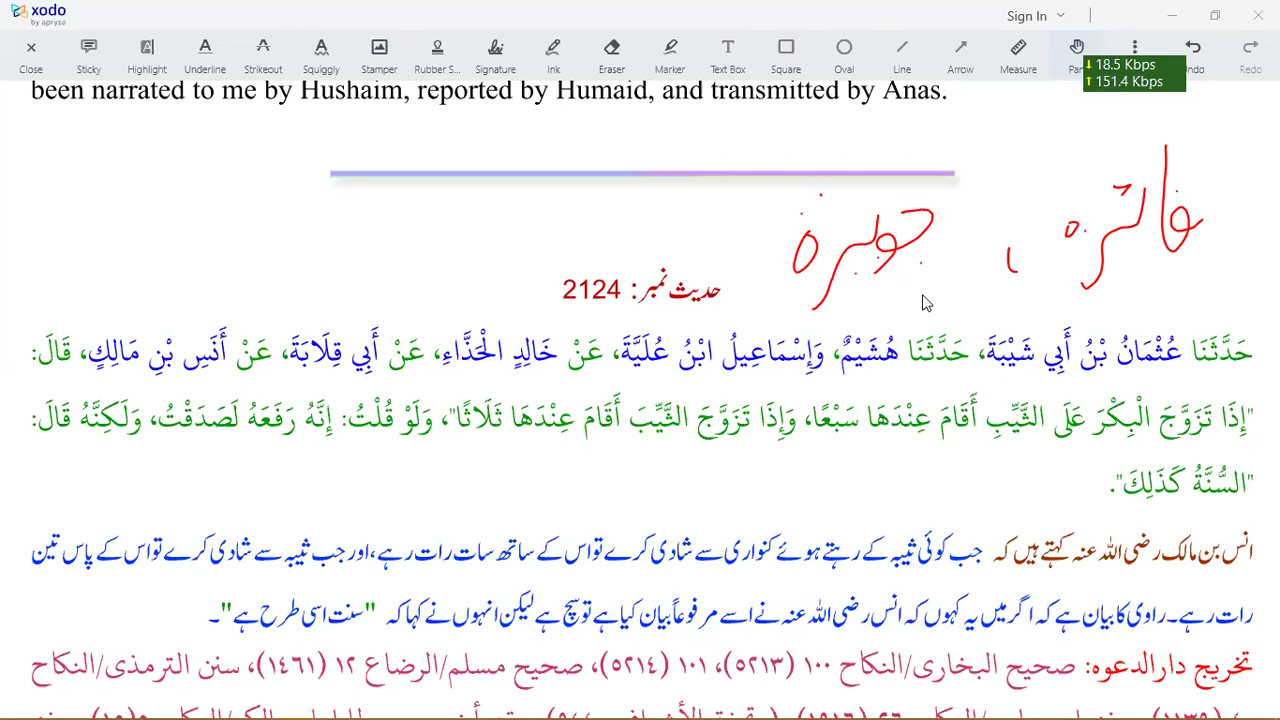 xodo
by apryse
Sign In
Close Sticky Highlight Underline Strikeout Squiggly Stamper Rubber S... Signature Ink Eraser Marker Text Box Square Oval Line Arrow Measure Redo
18.5 Kbps
151.4 Kbps
been narrated to me by Hushaim, reported by Humaid, and transmitted by Anas.
حدیث نمبر: 2124
حَدَّثَنَا عُثْمَانُ بْنُ أَبِي شَيْبَةَ، حَدَّثَنَا هُشَيْمٌ، وَإِسْمَاعِيلُ ابْنُ عُلَيَّةَ، عَنْ خَالِدٍ الْحَذَّاءِ، عَنْ أَبِي قِلَابَةَ، عَنْ أَنَسِ بْنِ مَالِكٍ، قَالَ:
"إِذَا تَزَوَّجَ الْبِكْرَ عَلَى الثَّيِّبِ أَقَامَ عِنْدَهَا سَبْعًا، وَإِذَا تَزَوَّجَ الثَّيِّبَ أَقَامَ عِنْدَهَا ثَلَاثًا"، وَلَوْ قُلْتُ: إِنَّهُ رَفَعَهُ لَصَدَقْتُ، وَلَكِنَّهُ قَالَ:
"السُّنَّةُ كَذَلِكَ".
انس بن مالک رضی اللہ عنہ کہتے ہیں کہ جب کوئی ثیبہ کے رہتے ہوئے کنواری سے شادی کرے تو اس کے ساتھ سات رات رہے، اور جب ثیبہ سے شادی کرے تو اس کے پاس تین
رات رہے۔ راوی کا بیان ہے کہ اگر میں یہ کہوں کہ انس رضی اللہ عنہ نے اسے مرفوعاً بیان کیا ہے تو سچ ہے لیکن انہوں نے کہا کہ "سنت اسی طرح ہے"۔
تخریج دارالدعوہ: صحیح البخاری/النکاح ۱۰۰ (۵۲۱۳)، ۱۰۱ (۵۲۱۴)، صحیح مسلم/الرضاع ۱۲ (۱۴۶۱)، سنن الترمذی/النکاح